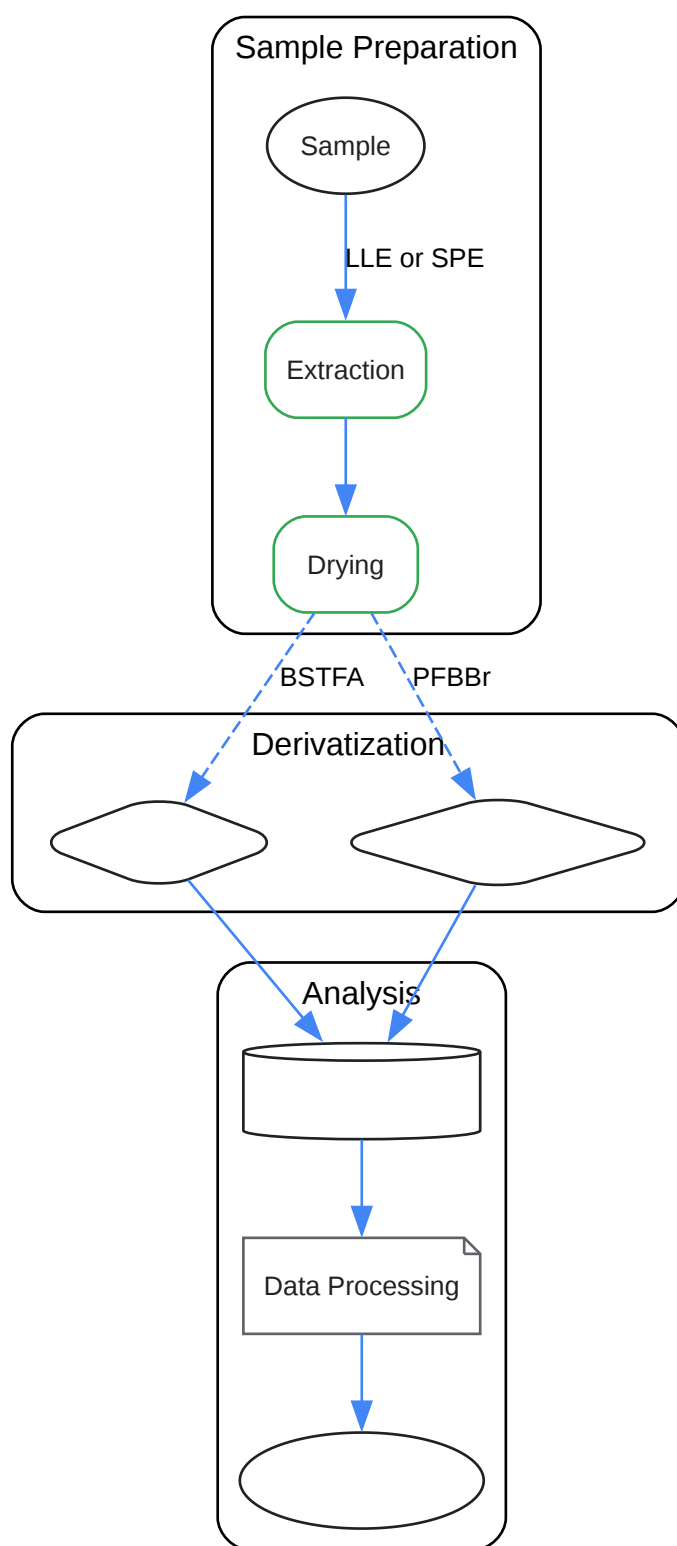 Sample Preparation
Sample
LLE or SPE
Extraction
Drying
BSTFA
PFBBr
Derivatization
Analysis
Data Processing